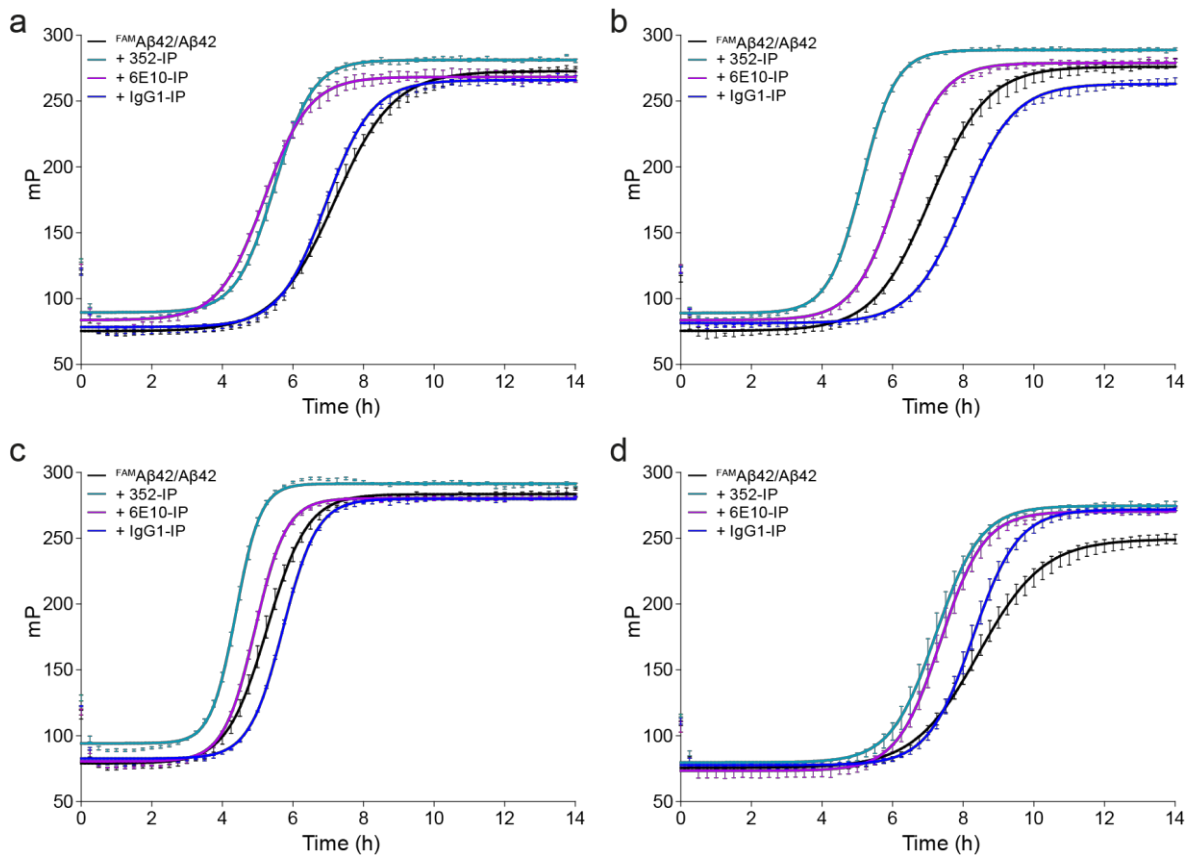 a
300
250
200
150
100
50
mP
0 2 4 6 8 10 12 14
Time (h)
FAMAβ42/Aβ42
+ 352-IP
+ 6E10-IP
+ IgG1-IP
b
300
250
200
150
100
50
mP
0 2 4 6 8 10 12 14
Time (h)
FAMAβ42/Aβ42
+ 352-IP
+ 6E10-IP
+ IgG1-IP
c
300
250
200
150
100
50
mP
0 2 4 6 8 10 12 14
Time (h)
FAMAβ42/Aβ42
+ 352-IP
+ 6E10-IP
+ IgG1-IP
d
300
250
200
150
100
50
mP
0 2 4 6 8 10 12 14
Time (h)
FAMAβ42/Aβ42
+ 352-IP
+ 6E10-IP
+ IgG1-IP